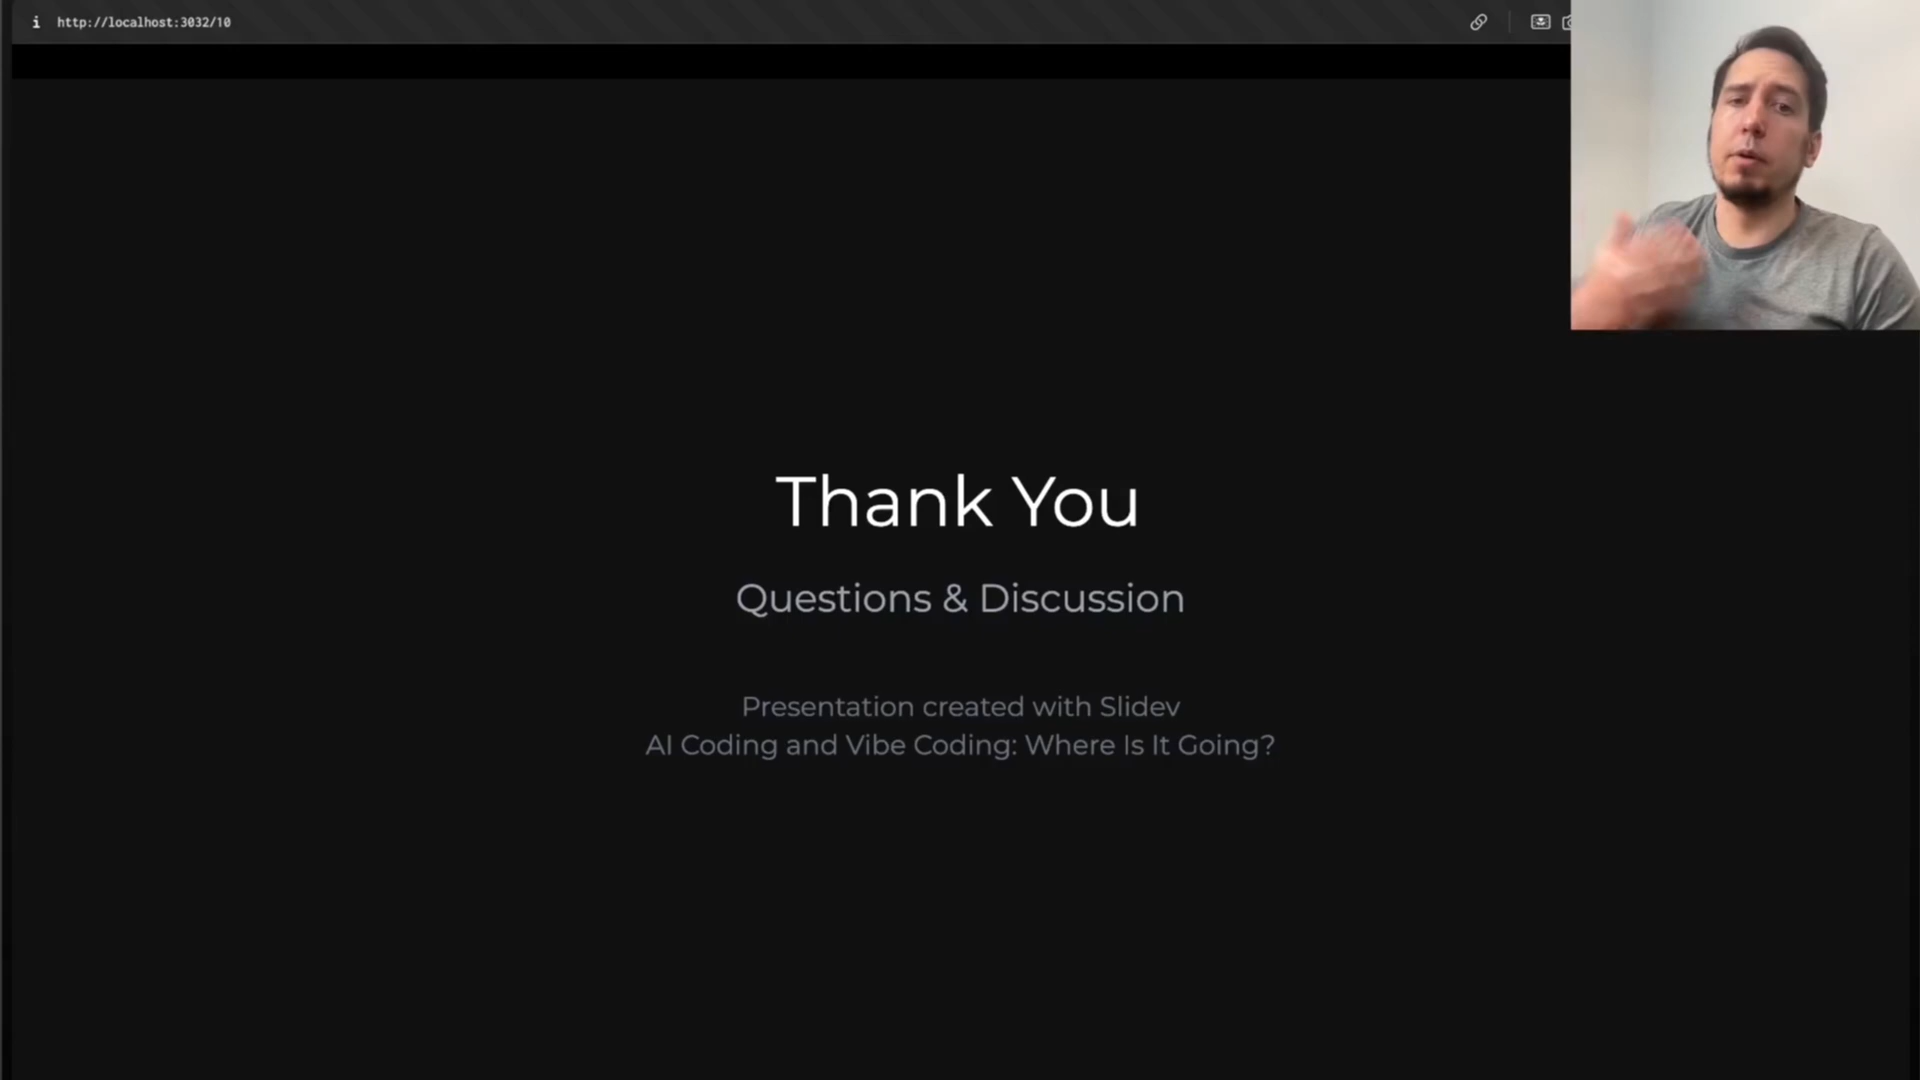 http://localhost:3032/10
Thank You
Questions & Discussion
Presentation created with Slidev
AI Coding and Vibe Coding: Where Is It Going?